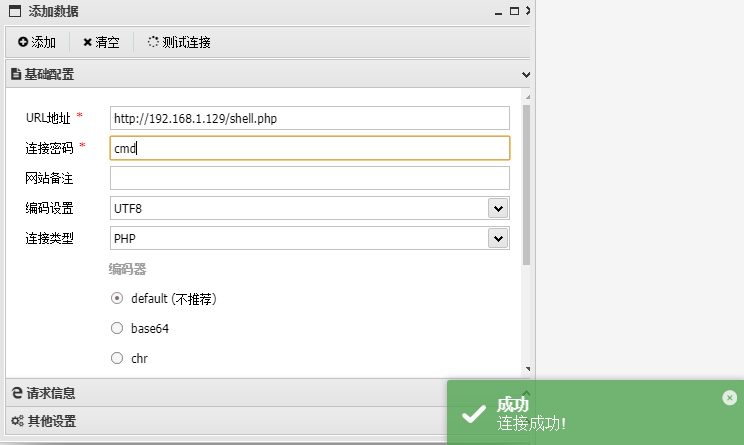 添加数据
添加 清空 测试连接
基础配置
URL地址 * http://192.168.1.129/shell.php
连接密码 * cmd
网站备注
编码设置 UTF8
连接类型 PHP
编码器
default (不推荐)
base64
chr
请求信息
其他设置
成功
连接成功!